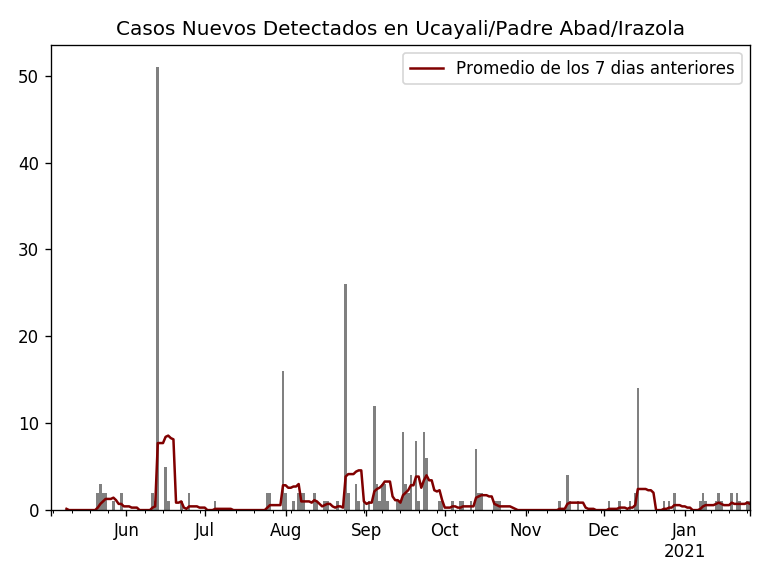 Casos Nuevos Detectados en Ucayali/Padre Abad/Irazola
Promedio de los 7 dias anteriores
50
40
30
20
10
0
Jun Jul Aug Sep Oct Nov Dec Jan
2021